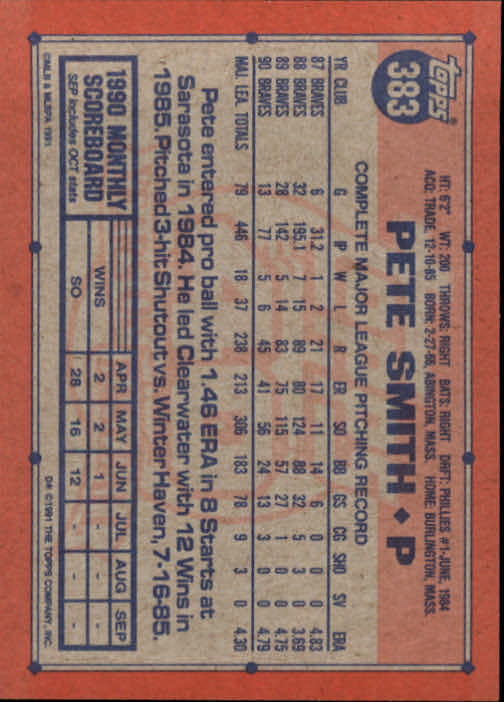 TOPPS
383
PETE SMITH ♦ P
HT: 6'2" WT: 200 THROWS: RIGHT BATS: RIGHT DRAFT: PHILLIES #1-JUNE, 1984
ACQ: TRADE, 12-10-85 BORN: 2-27-66, ABINGTON, MASS. HOME: BURLINGTON, MASS.
COMPLETE MAJOR LEAGUE PITCHING RECORD
YR CLUB G IP W L R ER SO BB GS CG SHO SV ERA
87 BRAVES 6 31.2 1 2 21 17 11 14 6 0 0 0 4.83
88 BRAVES 32 195.1 7 15 89 80 124 88 32 5 3 0 3.69
89 BRAVES 28 142 5 14 83 75 115 57 27 1 0 0 4.75
90 BRAVES 13 77 5 6 45 41 56 24 13 3 0 0 4.79
MAJ. LEA. TOTALS 79 446 18 37 238 213 306 183 78 9 3 0 4.30
Pete entered pro ball with 1.46 ERA in 8 Starts at
Sarasota in 1984. He led Clearwater with 12 Wins in
1985. Pitched 3-hit Shutout vs. Winter Haven, 7-16-85.
1990 MONTHLY
SCOREBOARD
SEP includes OCT stats
APR MAY JUN JUL AUG SEP
WINS 2 2 1 - - -
SO 28 16 12 - - -
©MLB & MLBPA 1991
D* ©1991 THE TOPPS COMPANY, INC.